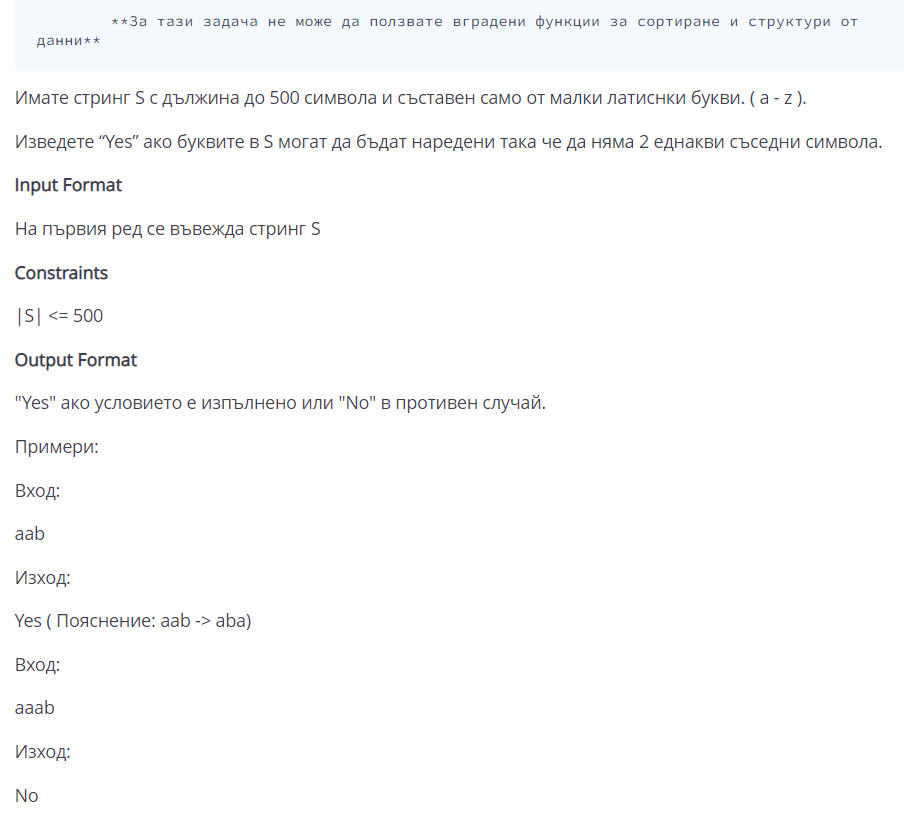 **За тази задача не може да ползвате вградени функции за сортиране и структури от
данни**
Имате стринг S с дължина до 500 символа и съставен само от малки латиснки букви. ( a - z ).
Изведете “Yes” ако буквите в S могат да бъдат наредени така че да няма 2 еднакви съседни символа.
Input Format
На първия ред се въвежда стринг S
Constraints
|S| <= 500
Output Format
"Yes" ако условието е изпълнено или "No" в противен случай.
Примери:
Вход:
aab
Изход:
Yes ( Пояснение: aab -> aba)
Вход:
aaab
Изход:
No